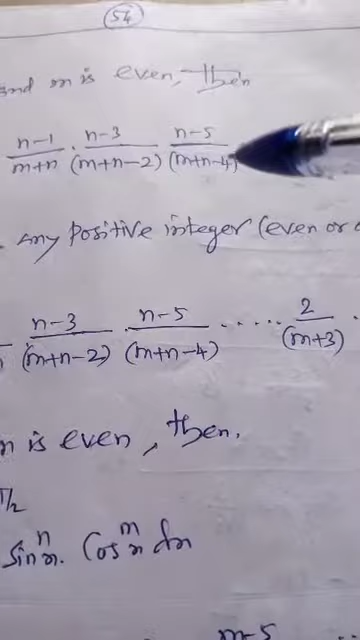 54
and m is even, then
n-1/m+n · n-3/(m+n-2) · n-5/(m+n-4)
Any positive integer (even or
n-3/(m+n-2) · n-5/(m+n-4) ...... 2/(m+3) ·
n is even, then.
π/2
sin^n x. Cos^m x dx
m-5